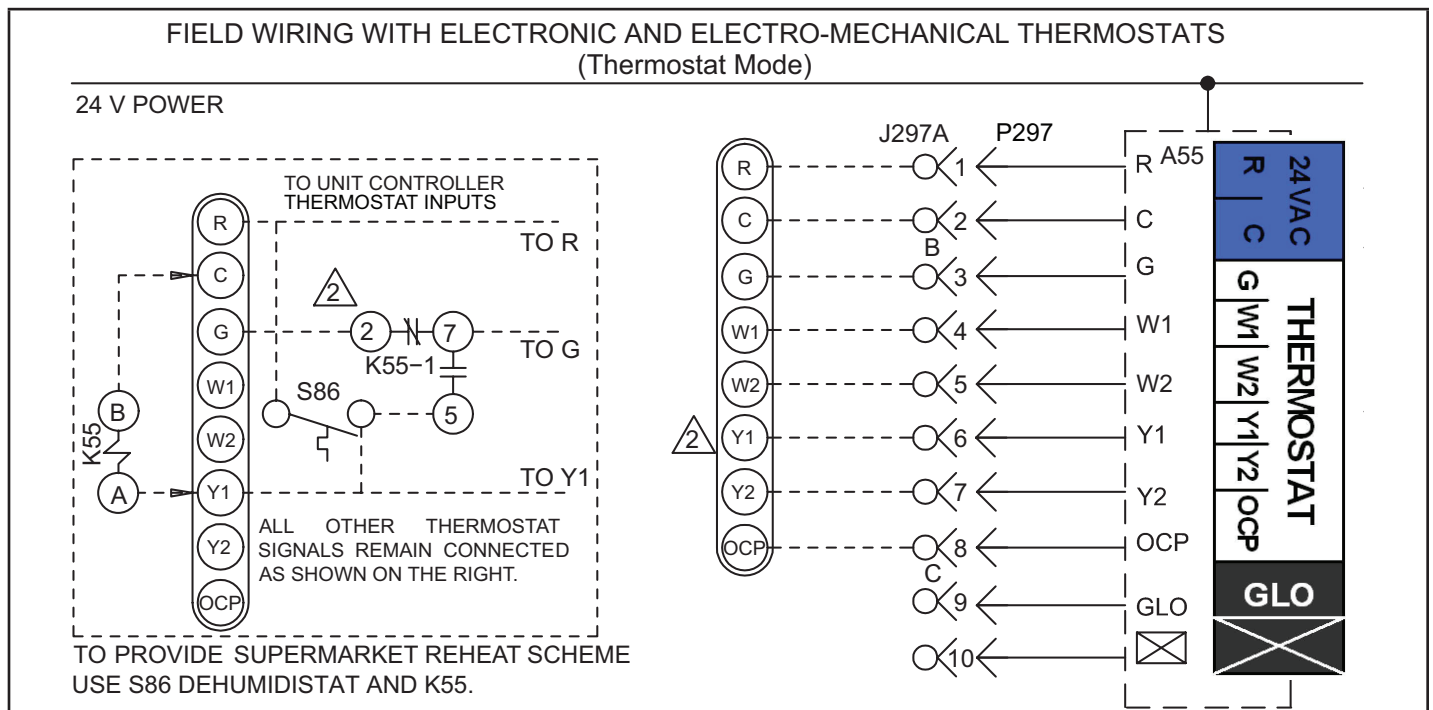 FIELD WIRING WITH ELECTRONIC AND ELECTRO-MECHANICAL THERMOSTATS
(Thermostat Mode)
24 V POWER
TO UNIT CONTROLLER
THERMOSTAT INPUTS
R
TO R
C
2
G
2
7
TO G
K55-1
W1
S86
5
B
K55
W2
A
Y1
TO Y1
ALL OTHER THERMOSTAT
SIGNALS REMAIN CONNECTED
AS SHOWN ON THE RIGHT.
Y2
OCP
TO PROVIDE SUPERMARKET REHEAT SCHEME
USE S86 DEHUMIDISTAT AND K55.
J297A P297
R 1 R A55
C 2 C
B
G 3 G
W1 4 W1
W2 5 W2
2 Y1 6 Y1
Y2 7 Y2
OCP 8 OCP
C
9 GLO
10
24VAC
R C
THERMOSTAT
G W1 W2 Y1 Y2 OCP
GLO